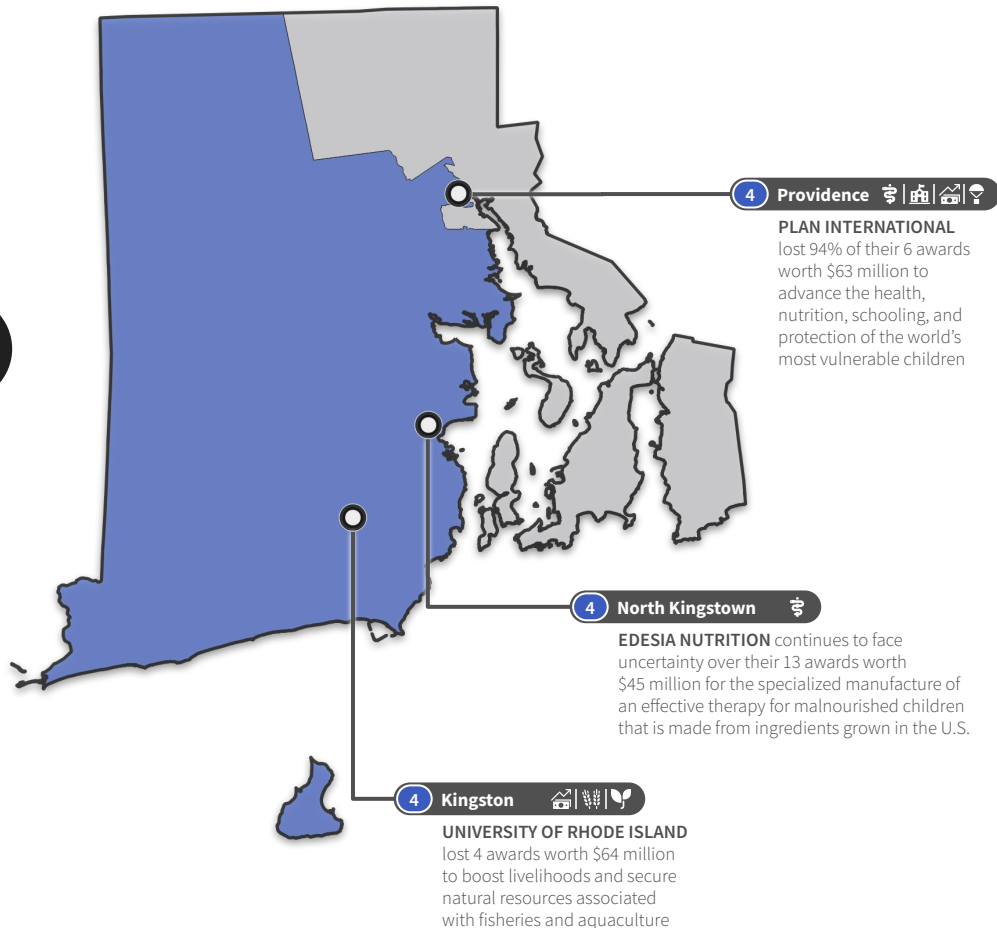 4 Providence
PLAN INTERNATIONAL
lost 94% of their 6 awards
worth $63 million to
advance the health,
nutrition, schooling, and
protection of the world’s
most vulnerable children
4 North Kingstown
EDESIA NUTRITION continues to face
uncertainty over their 13 awards worth
$45 million for the specialized manufacture of
an effective therapy for malnourished children
that is made from ingredients grown in the U.S.
4 Kingston
UNIVERSITY OF RHODE ISLAND
lost 4 awards worth $64 million
to boost livelihoods and secure
natural resources associated
with fisheries and aquaculture